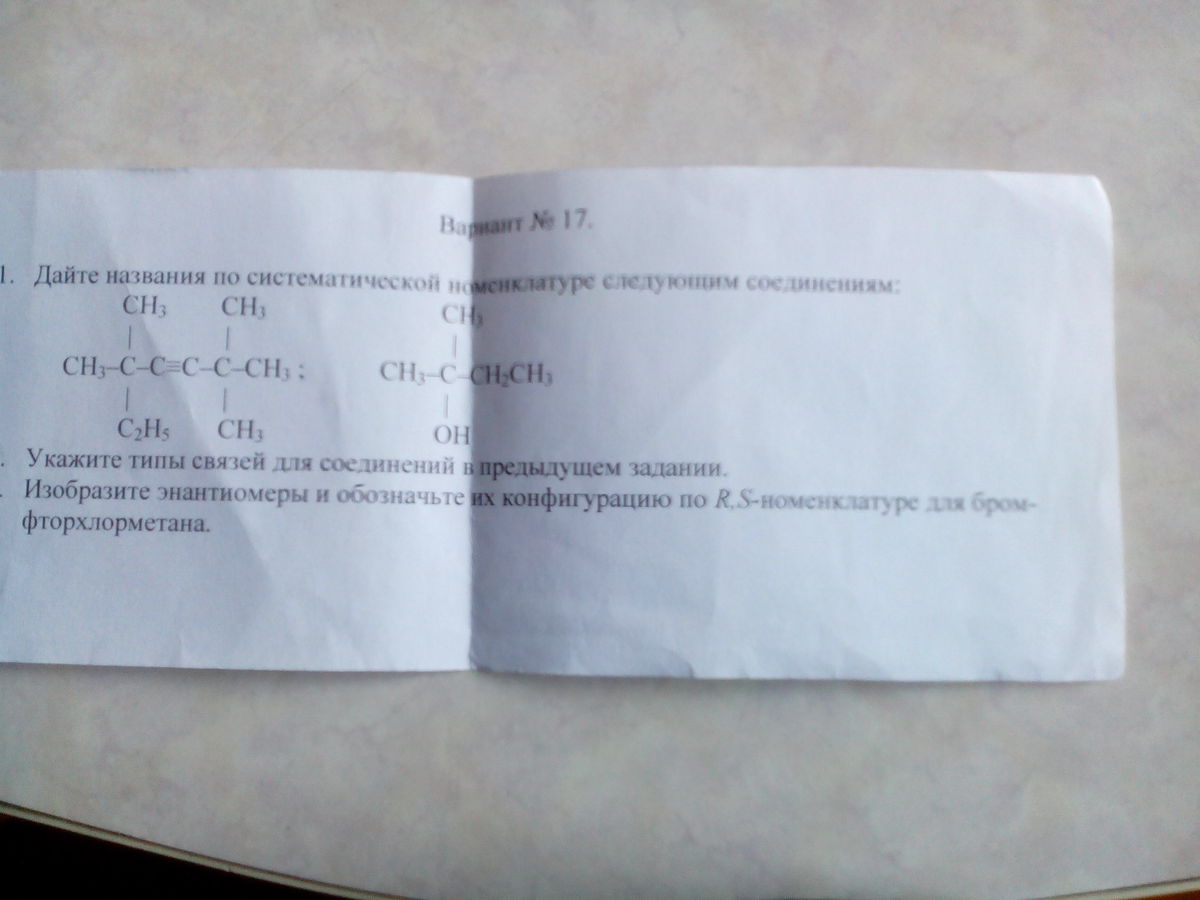 Вариант № 17.
1. Дайте названия по систематической номенклатуре следующим соединениям:
CH₃ CH₃ CH₃
| | |
CH₃–C–C≡C–C–CH₃ ; CH₃–C–CH₂CH₃
| | |
C₂H₅ CH₃ OH
. Укажите типы связей для соединений в предыдущем задании.
. Изобразите энантиомеры и обозначьте их конфигурацию по R,S-номенклатуре для бром-
фторхлорметана.